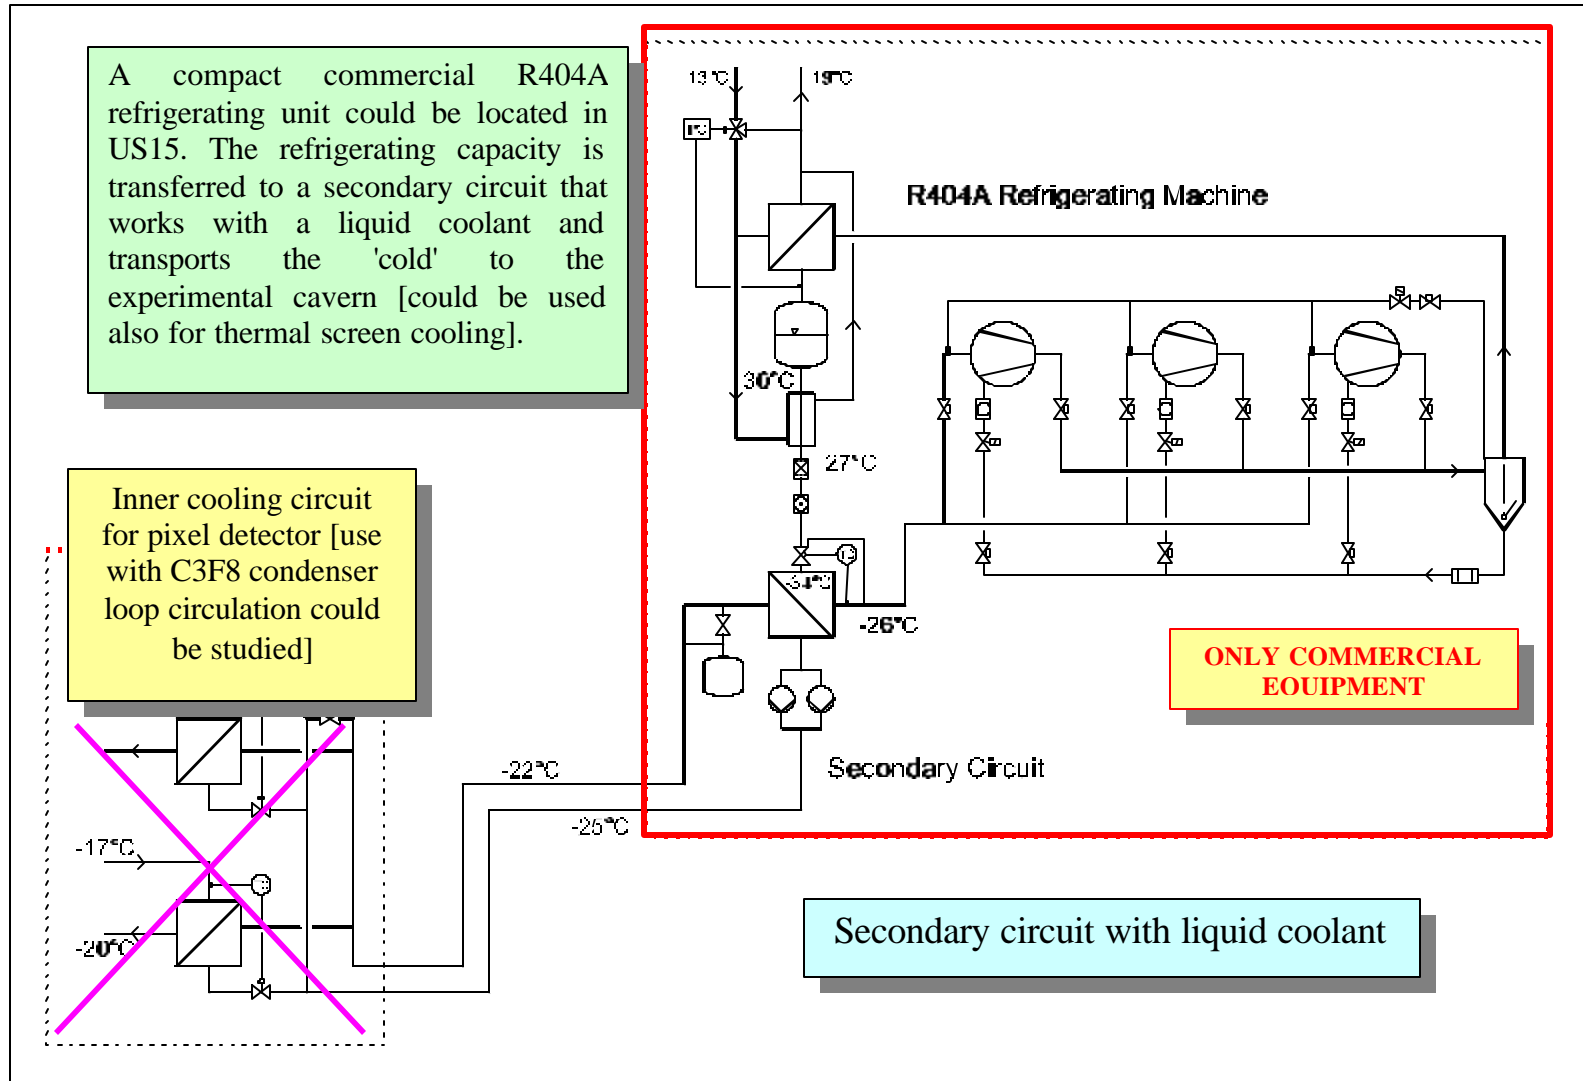 A compact commercial R404A
refrigerating unit could be located in
US15. The refrigerating capacity is
transferred to a secondary circuit that
works with a liquid coolant and
transports the 'cold' to the
experimental cavern [could be used
also for thermal screen cooling].
13°C
19°C
R404A Refrigerating Machine
30°C
27°C
-34°C
-26°C
Inner cooling circuit
for pixel detector [use
with C3F8 condenser
loop circulation could
be studied]
ONLY COMMERCIAL
EQUIPMENT
-22°C
Secondary Circuit
-25°C
-17°C
-20°C
Secondary circuit with liquid coolant